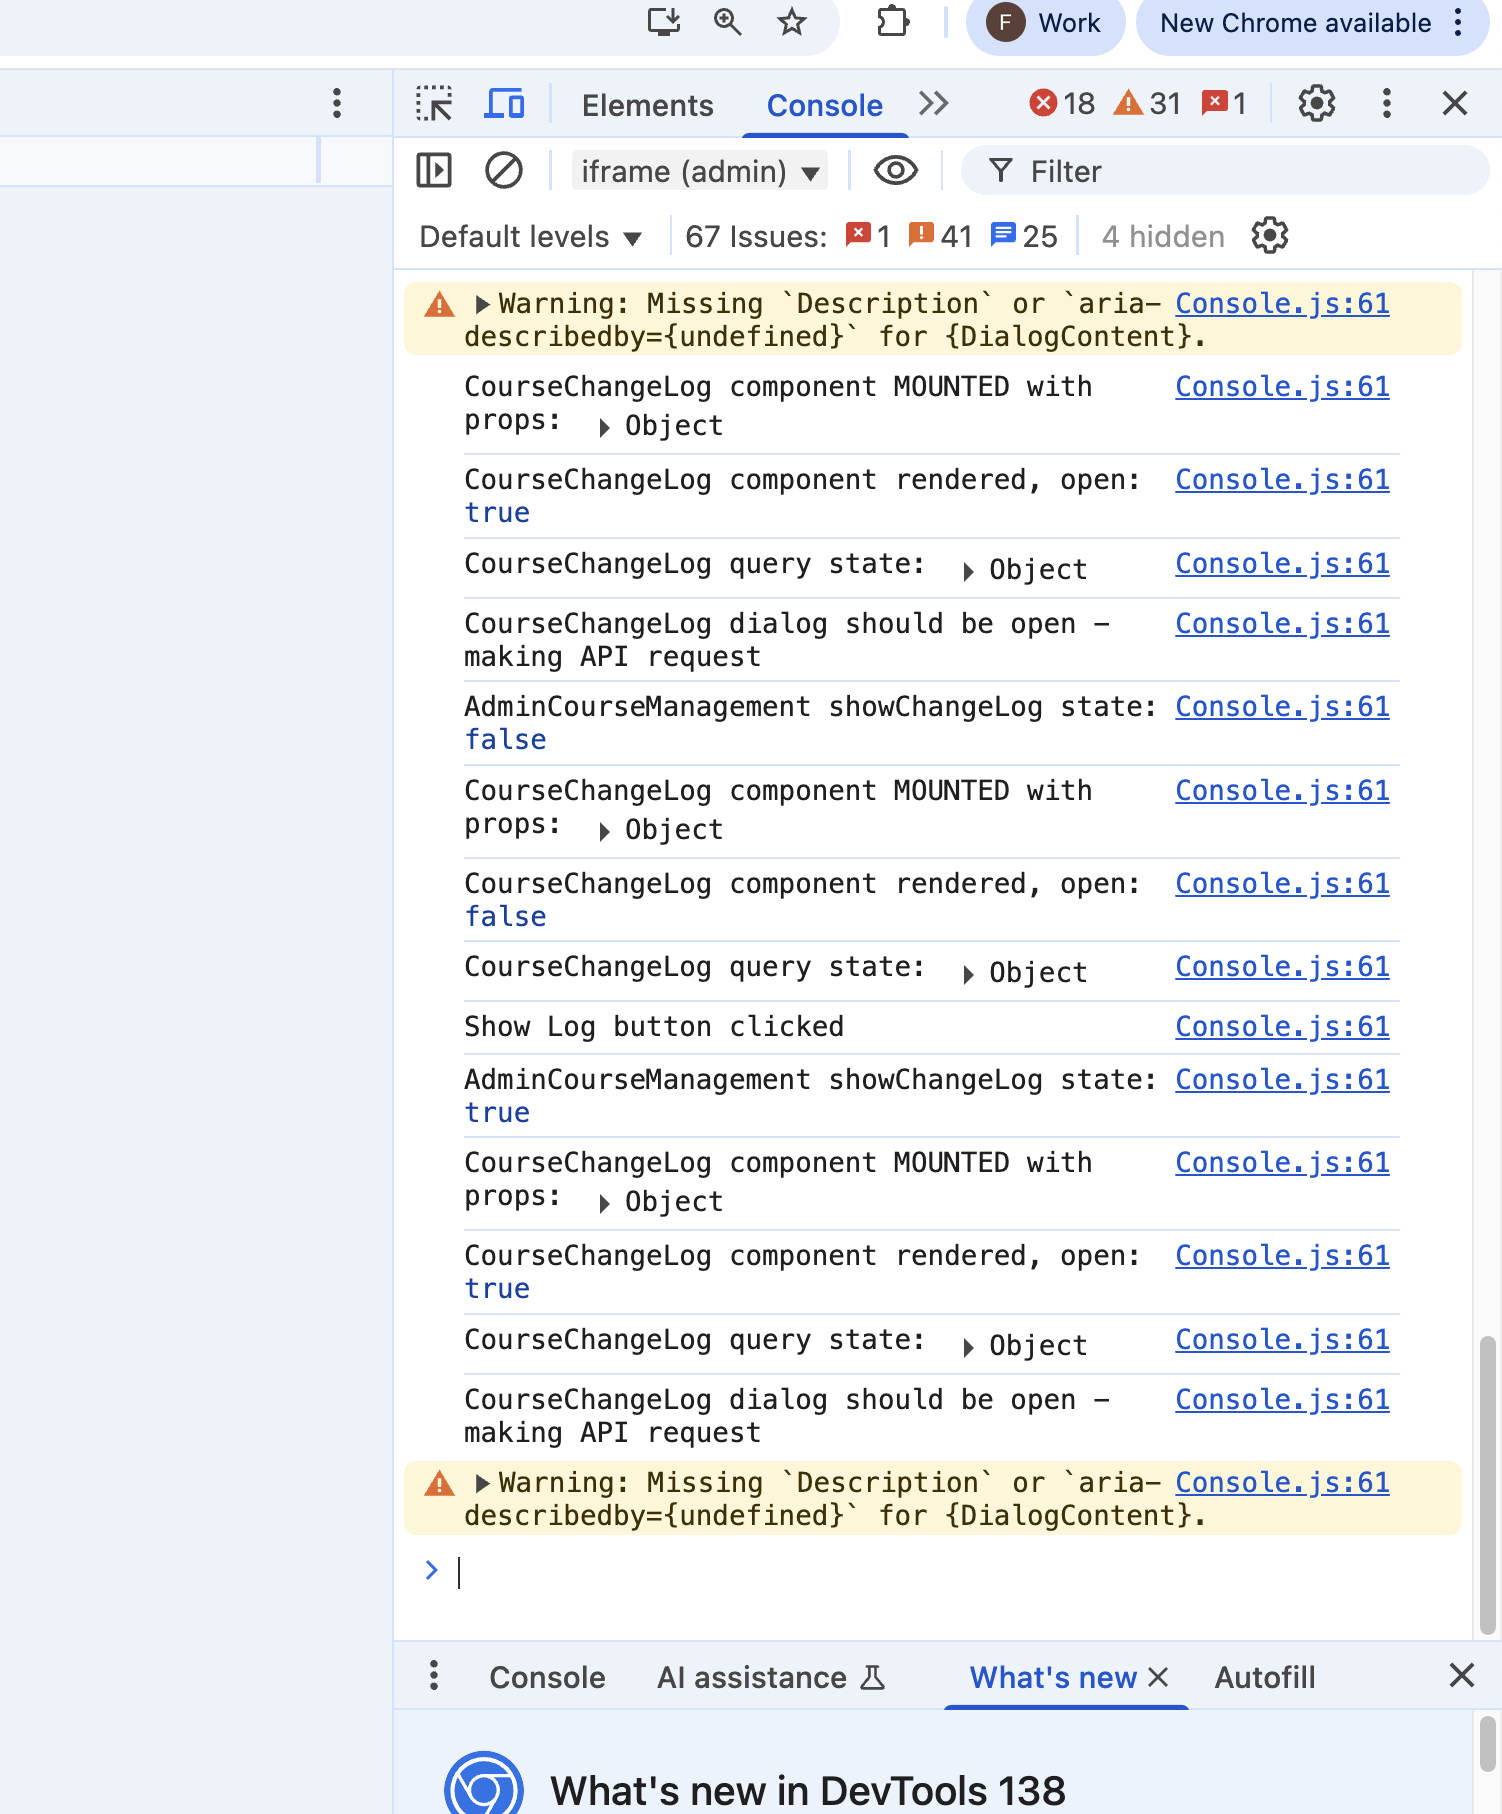 F Work New Chrome available
Elements Console 18 31 1
iframe (admin) Filter
Default levels 67 Issues: 1 41 25 4 hidden
Warning: Missing `Description` or `aria– Console.js:61
describedby={undefined}` for {DialogContent}.
CourseChangeLog component MOUNTED with Console.js:61
props: Object
CourseChangeLog component rendered, open: Console.js:61
true
CourseChangeLog query state: Object Console.js:61
CourseChangeLog dialog should be open – Console.js:61
making API request
AdminCourseManagement showChangeLog state: Console.js:61
false
CourseChangeLog component MOUNTED with Console.js:61
props: Object
CourseChangeLog component rendered, open: Console.js:61
false
CourseChangeLog query state: Object Console.js:61
Show Log button clicked Console.js:61
AdminCourseManagement showChangeLog state: Console.js:61
true
CourseChangeLog component MOUNTED with Console.js:61
props: Object
CourseChangeLog component rendered, open: Console.js:61
true
CourseChangeLog query state: Object Console.js:61
CourseChangeLog dialog should be open – Console.js:61
making API request
Warning: Missing `Description` or `aria– Console.js:61
describedby={undefined}` for {DialogContent}.
Console AI assistance What's new Autofill
What's new in DevTools 138